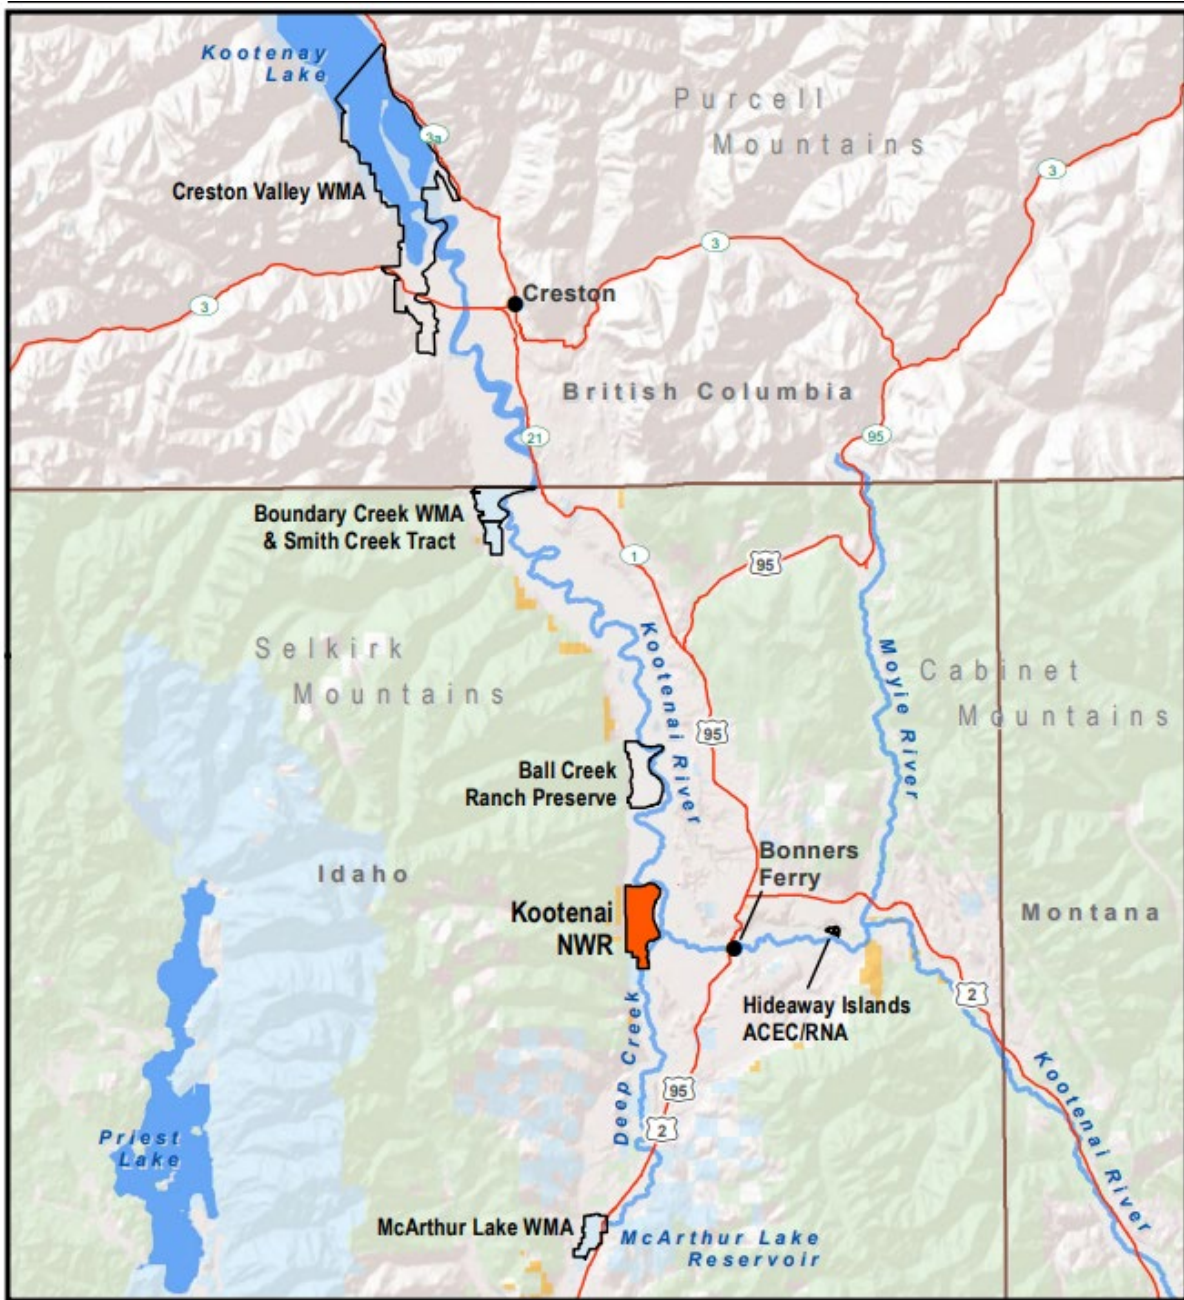 Kootenay
Lake
Purcell
Mountains
3a
3
Creston Valley WMA
3
Creston
3
British Columbia
21
95
Boundary Creek WMA
& Smith Creek Tract
1
95
Selkirk
Mountains
Kootenai River
Moyie River
Cabinet
Mountains
95
Ball Creek
Ranch Preserve
Bonners
Ferry
Idaho
Kootenai
NWR
Montana
2
Hideaway Islands
ACEC/RNA
Deep Creek
Kootenai River
95
2
Priest
Lake
McArthur Lake WMA
McArthur Lake
Reservoir